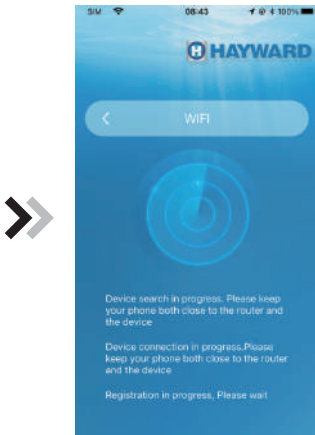 SIM 08:43 100%
HAYWARD
WIFI
Device search in progress. Please keep
your phone both close to the router and
the device
Device connection in progress.Please
keep your phone both close to the router
and the device
Registration in progress, Please wait